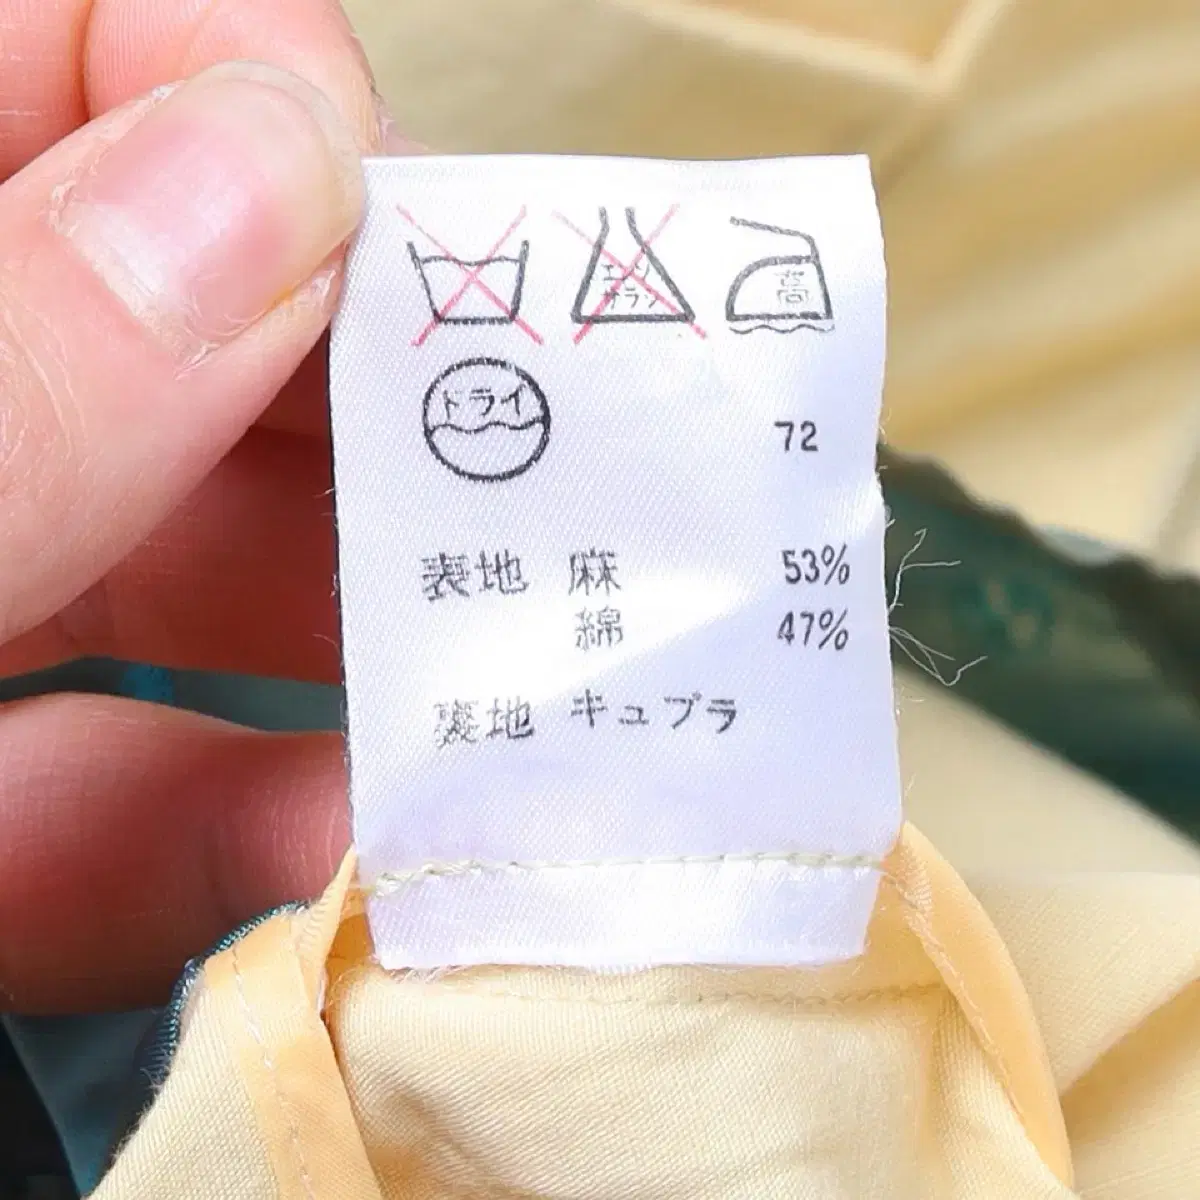 エンソ
サラシ
高
ドライ
72
表地 麻 53%
綿 47%
裏地 キュプラ